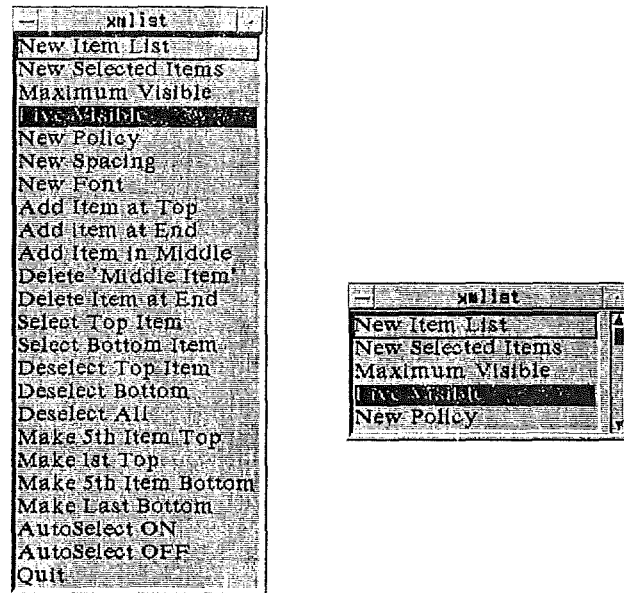 xmlist
New Item List
New Selected Items
Maximum Visible
Five Visible
New Policy
New Spacing
New Font
Add Item at Top
Add item at End
Add Item in Middle
Delete 'Middle Item'
Delete Item at End
Select Top Item
Select Bottom Item
Deselect Top Item
Deselect Bottom
Deselect All
Make 5th Item Top
Make 1st Top
Make 5th Item Bottom
Make Last Bottom
AutoSelect ON
AutoSelect OFF
Quit
xmlist
New Item List
New Selected Items
Maximum Visible
Five Visible
New Policy